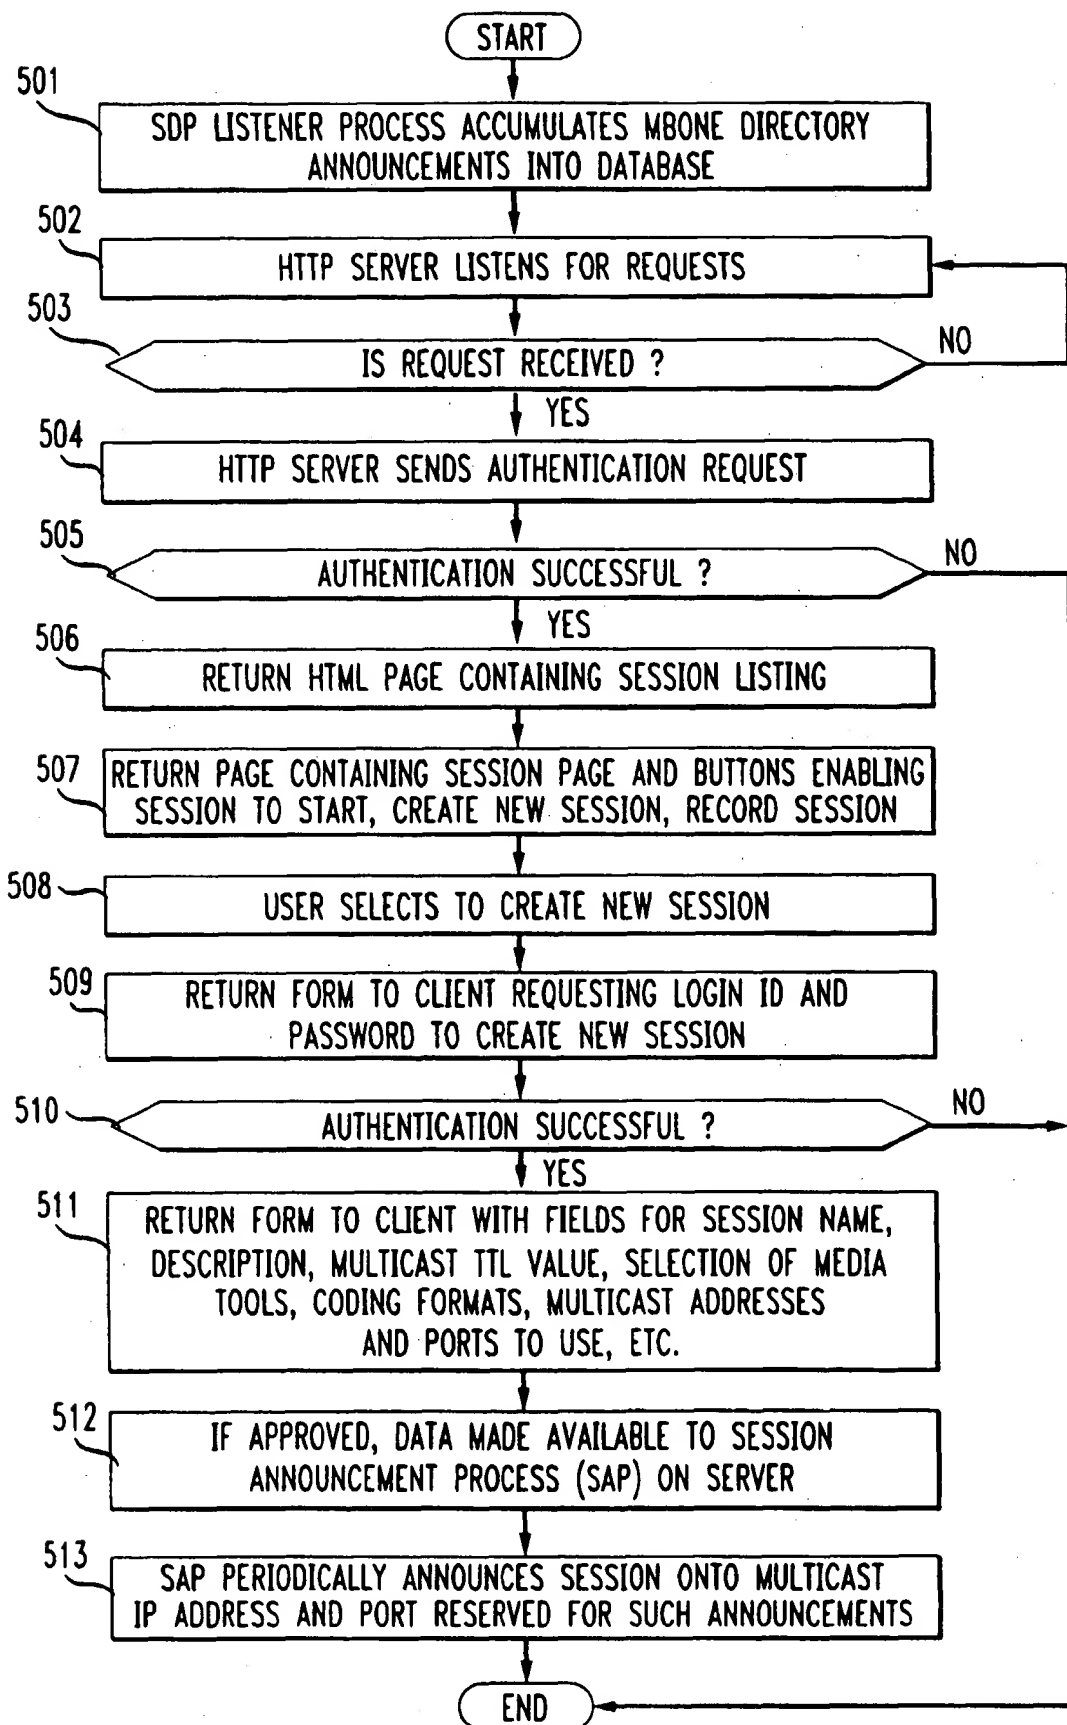 START
501
SDP LISTENER PROCESS ACCUMULATES MBONE DIRECTORY
ANNOUNCEMENTS INTO DATABASE
502
HTTP SERVER LISTENS FOR REQUESTS
503
IS REQUEST RECEIVED ?
NO
YES
504
HTTP SERVER SENDS AUTHENTICATION REQUEST
505
AUTHENTICATION SUCCESSFUL ?
NO
YES
506
RETURN HTML PAGE CONTAINING SESSION LISTING
507
RETURN PAGE CONTAINING SESSION PAGE AND BUTTONS ENABLING
SESSION TO START, CREATE NEW SESSION, RECORD SESSION
508
USER SELECTS TO CREATE NEW SESSION
509
RETURN FORM TO CLIENT REQUESTING LOGIN ID AND
PASSWORD TO CREATE NEW SESSION
510
AUTHENTICATION SUCCESSFUL ?
NO
YES
511
RETURN FORM TO CLIENT WITH FIELDS FOR SESSION NAME,
DESCRIPTION, MULTICAST TTL VALUE, SELECTION OF MEDIA
TOOLS, CODING FORMATS, MULTICAST ADDRESSES
AND PORTS TO USE, ETC.
512
IF APPROVED, DATA MADE AVAILABLE TO SESSION
ANNOUNCEMENT PROCESS (SAP) ON SERVER
513
SAP PERIODICALLY ANNOUNCES SESSION ONTO MULTICAST
IP ADDRESS AND PORT RESERVED FOR SUCH ANNOUNCEMENTS
END